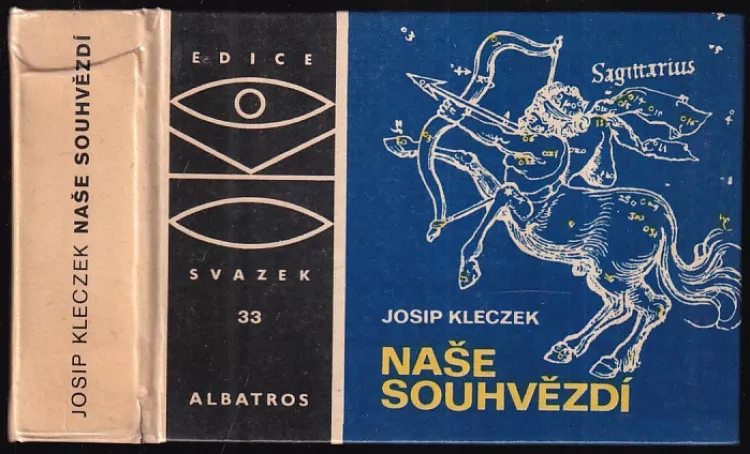 JOSIP KLECZEK NAŠE SOUHVĚZDÍ
EDICE
SVAZEK
33
ALBATROS
Sagittarius
JOSIP KLECZEK
NAŠE
SOUHVĚZDÍ